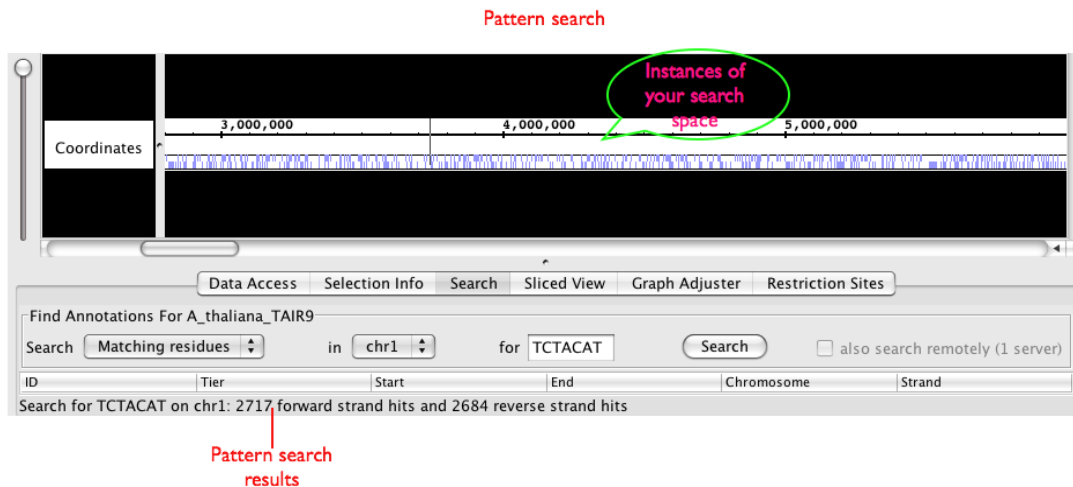 Pattern search
Instances of
your search
space
3,000,000 4,000,000 5,000,000
Coordinates
Data Access Selection Info Search Sliced View Graph Adjuster Restriction Sites
Find Annotations For A_thaliana_TAIR9
Search Matching residues in chr1 for TCTACAT Search also search remotely (1 server)
ID Tier Start End Chromosome Strand
Search for TCTACAT on chr1: 2717 forward strand hits and 2684 reverse strand hits
Pattern search
results